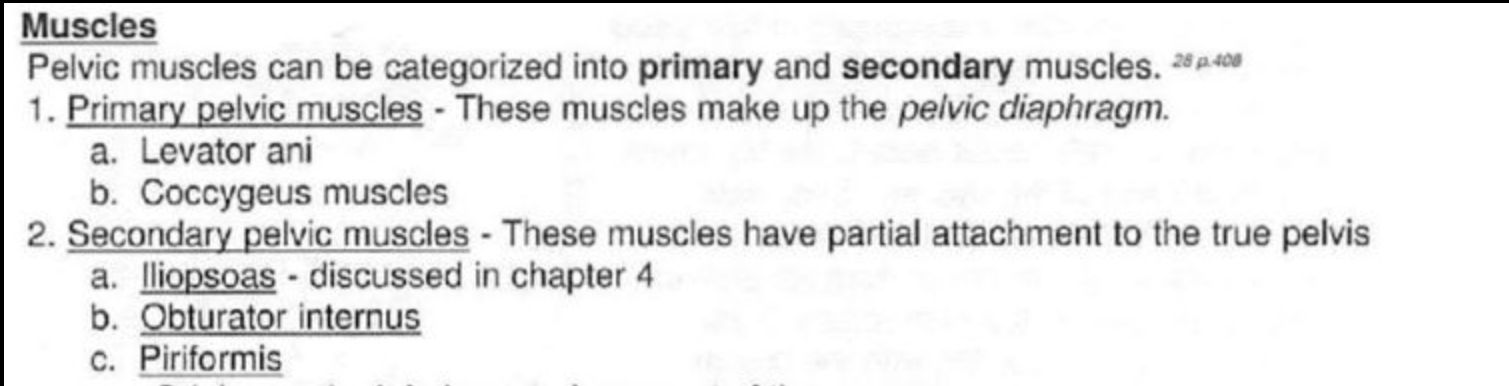 Muscles
Pelvic muscles can be categorized into primary and secondary muscles. 28 p.408
1. Primary pelvic muscles - These muscles make up the pelvic diaphragm.
a. Levator ani
b. Coccygeus muscles
2. Secondary pelvic muscles - These muscles have partial attachment to the true pelvis
a. Iliopsoas - discussed in chapter 4
b. Obturator internus
c. Piriformis